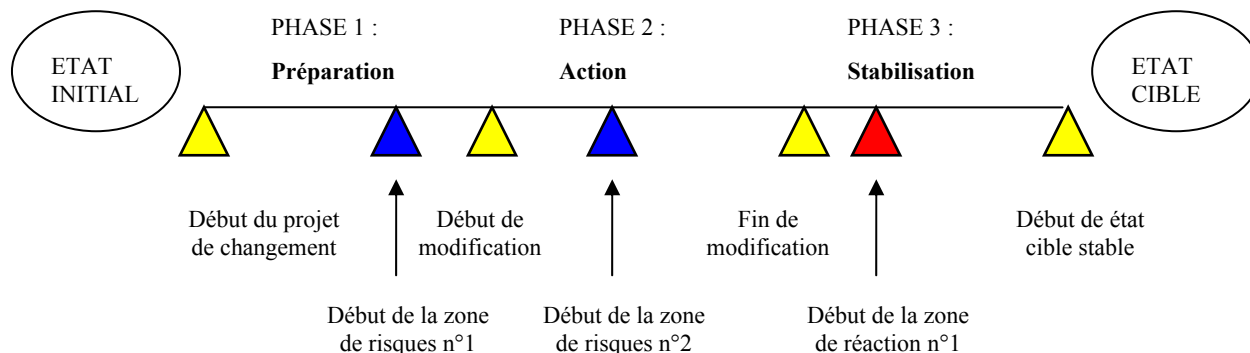 ETAT
INITIAL
PHASE 1 :
Préparation
PHASE 2 :
Action
PHASE 3 :
Stabilisation
ETAT
CIBLE
Début du projet
de changement
Début de
modification
Fin de
modification
Début de état
cible stable
Début de la zone
de risques n°1
Début de la zone
de risques n°2
Début de la zone
de réaction n°1